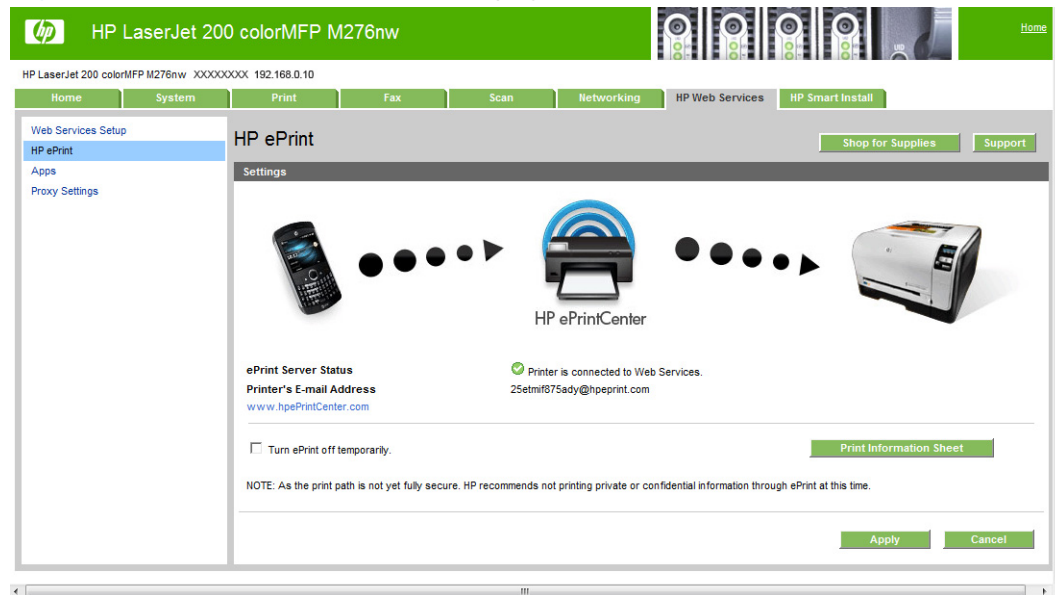 hp HP LaserJet 200 colorMFP M276nw Home
UID
HP LaserJet 200 colorMFP M276nw XXXXXXXX 192.168.0.10
Home System Print Fax Scan Networking HP Web Services HP Smart Install
Web Services Setup
HP ePrint
Apps
Proxy Settings
HP ePrint
Shop for Supplies Support
Settings
HP ePrintCenter
ePrint Server Status Printer is connected to Web Services.
Printer's E-mail Address 25etmif875ady@hpeprint.com
www.hpePrintCenter.com
Turn ePrint off temporarily. Print Information Sheet
NOTE: As the print path is not yet fully secure. HP recommends not printing private or confidential information through ePrint at this time.
Apply Cancel